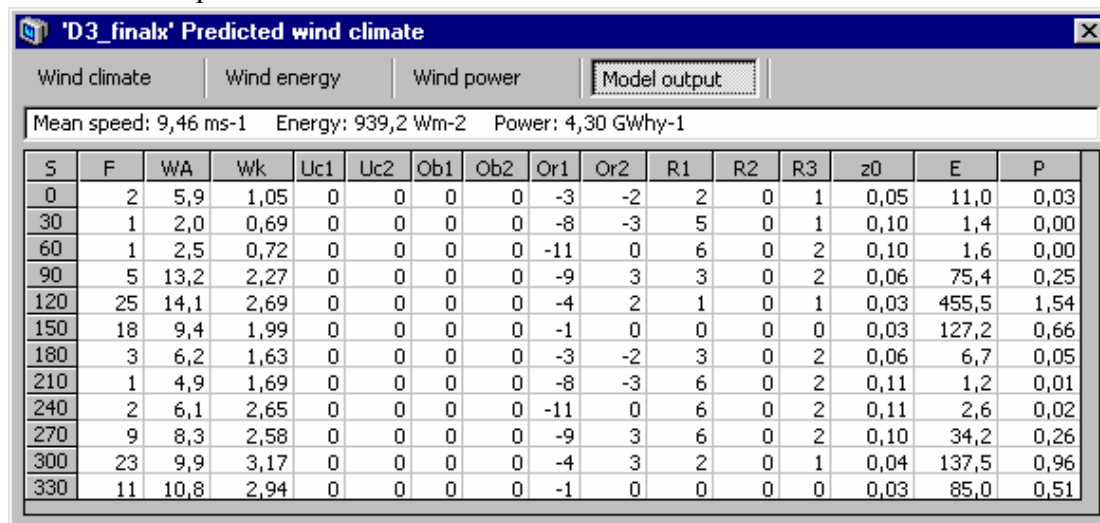 'D3_finalx' Predicted wind climate
Wind climate Wind energy Wind power Model output
Mean speed: 9,46 ms-1 Energy: 939,2 Wm-2 Power: 4,30 GWhy-1
S F WA Wk Uc1 Uc2 Ob1 Ob2 Or1 Or2 R1 R2 R3 z0 E P
0 2 5,9 1,05 0 0 0 0 -3 -2 2 0 1 0,05 11,0 0,03
30 1 2,0 0,69 0 0 0 0 -8 -3 5 0 1 0,10 1,4 0,00
60 1 2,5 0,72 0 0 0 0 -11 0 6 0 2 0,10 1,6 0,00
90 5 13,2 2,27 0 0 0 0 -9 3 3 0 2 0,06 75,4 0,25
120 25 14,1 2,69 0 0 0 0 -4 2 1 0 1 0,03 455,5 1,54
150 18 9,4 1,99 0 0 0 0 -1 0 0 0 0 0,03 127,2 0,66
180 3 6,2 1,63 0 0 0 0 -3 -2 3 0 2 0,06 6,7 0,05
210 1 4,9 1,69 0 0 0 0 -8 -3 6 0 2 0,11 1,2 0,01
240 2 6,1 2,65 0 0 0 0 -11 0 6 0 2 0,11 2,6 0,02
270 9 8,3 2,58 0 0 0 0 -9 3 6 0 2 0,10 34,2 0,26
300 23 9,9 3,17 0 0 0 0 -4 3 2 0 1 0,04 137,5 0,96
330 11 10,8 2,94 0 0 0 0 -1 0 0 0 0 0,03 85,0 0,51